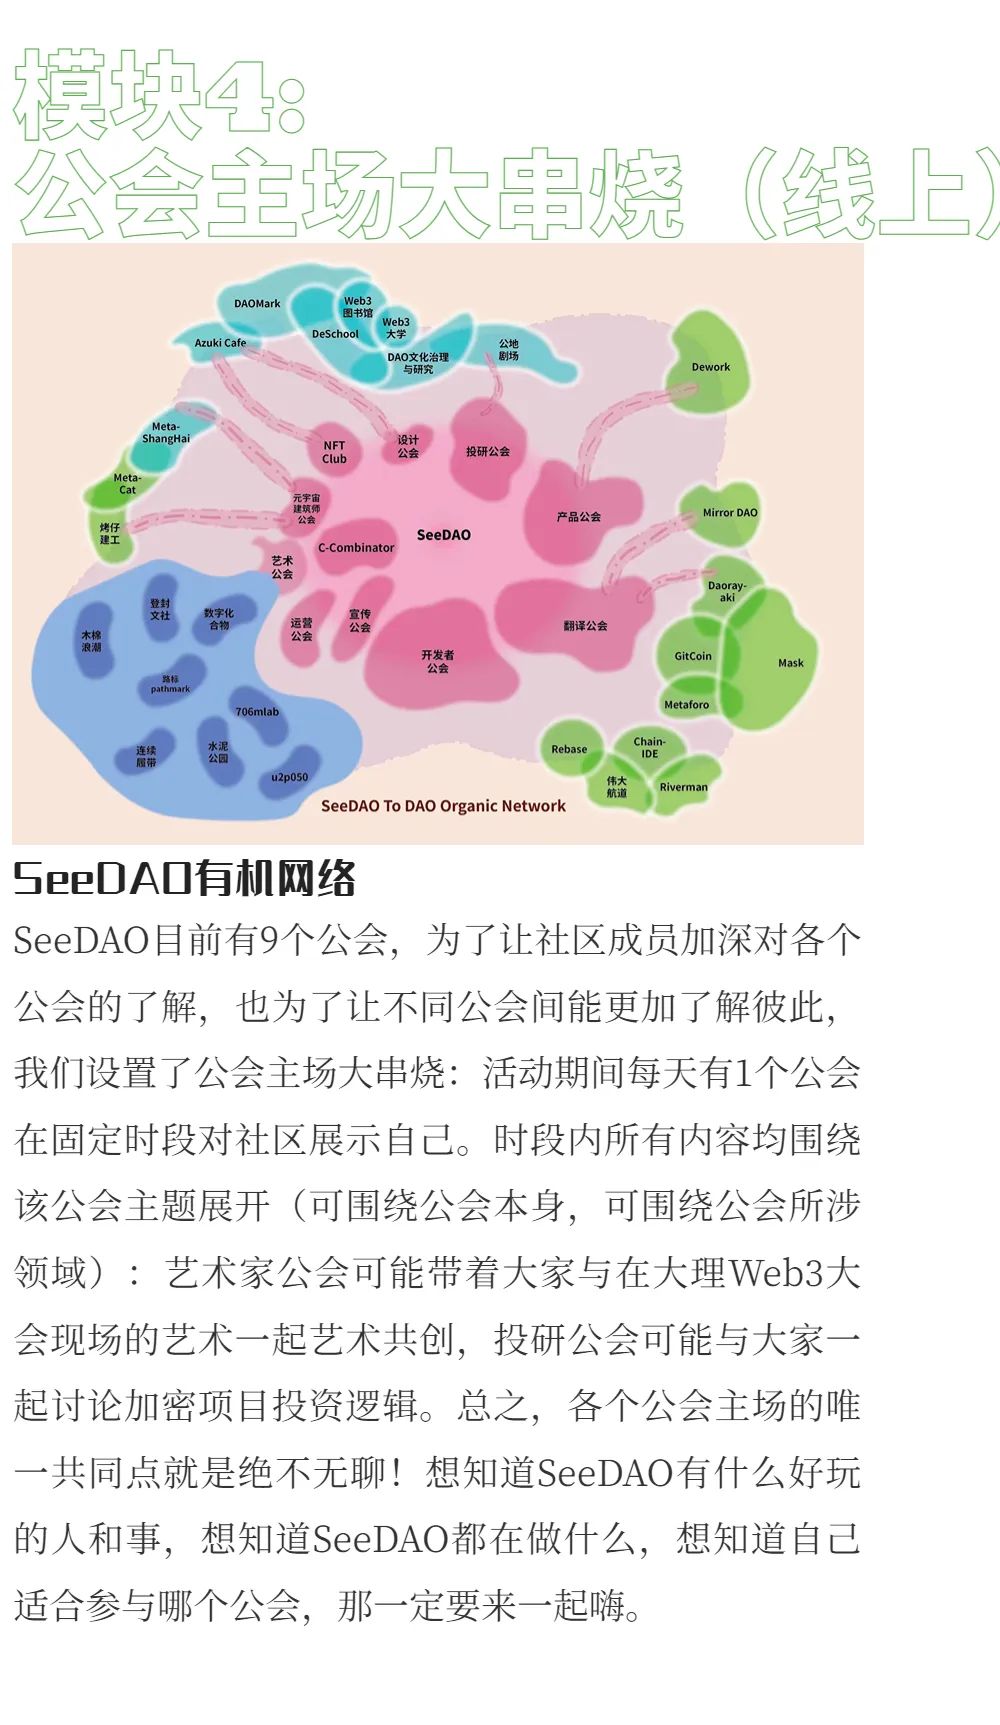 模块4:
公会主场大串烧（线上）
DAOMark
Web3
图书馆
Web3
大学
DeSchool
Azuki Cafe
DAO文化治理
与研究
公地
剧场
Dework
Meta-
ShangHai
Meta-
Cat
烤仔
建工
NFT
Club
设计
公会
投研公会
元宇宙
建筑师
公会
产品公会
Mirror DAO
SeeDAO
C-Combinator
艺术
公会
运营
公会
宣传
公会
开发者
公会
翻译公会
Daoray-
aki
GitCoin
Mask
Metaforo
登封
文社
数字化
合物
木棉
浪潮
路标
pathmark
706mlab
连续
履带
水泥
公园
u2p050
Rebase
Chain-
IDE
伟大
航道
Riverman
SeeDAO To DAO Organic Network
SeeDAO有机网络
SeeDAO目前有9个公会，为了让社区成员加深对各个
公会的了解，也为了让不同公会间能更加了解彼此，
我们设置了公会主场大串烧：活动期间每天有1个公会
在固定时段对社区展示自己。时段内所有内容均围绕
该公会主题展开（可围绕公会本身，可围绕公会所涉
领域）：艺术家公会可能带着大家与在大理Web3大
会现场的艺术一起艺术共创，投研公会可能与大家一
起讨论加密项目投资逻辑。总之，各个公会主场的唯
一共同点就是绝不无聊！想知道SeeDAO有什么好玩
的人和事，想知道SeeDAO都在做什么，想知道自己
适合参与哪个公会，那一定要来一起嗨。